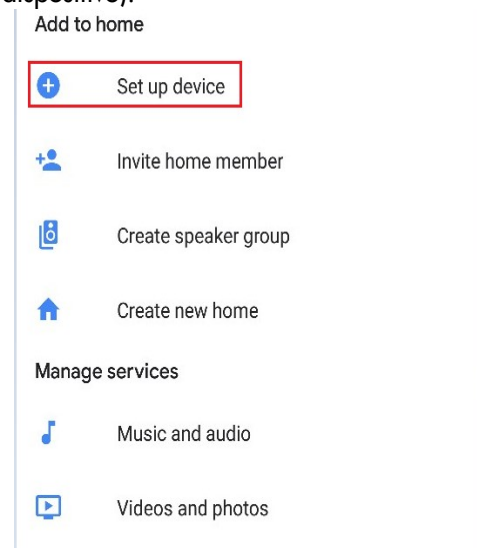 dispositivo).
Add to home
Set up device
Invite home member
Create speaker group
Create new home
Manage services
Music and audio
Videos and photos